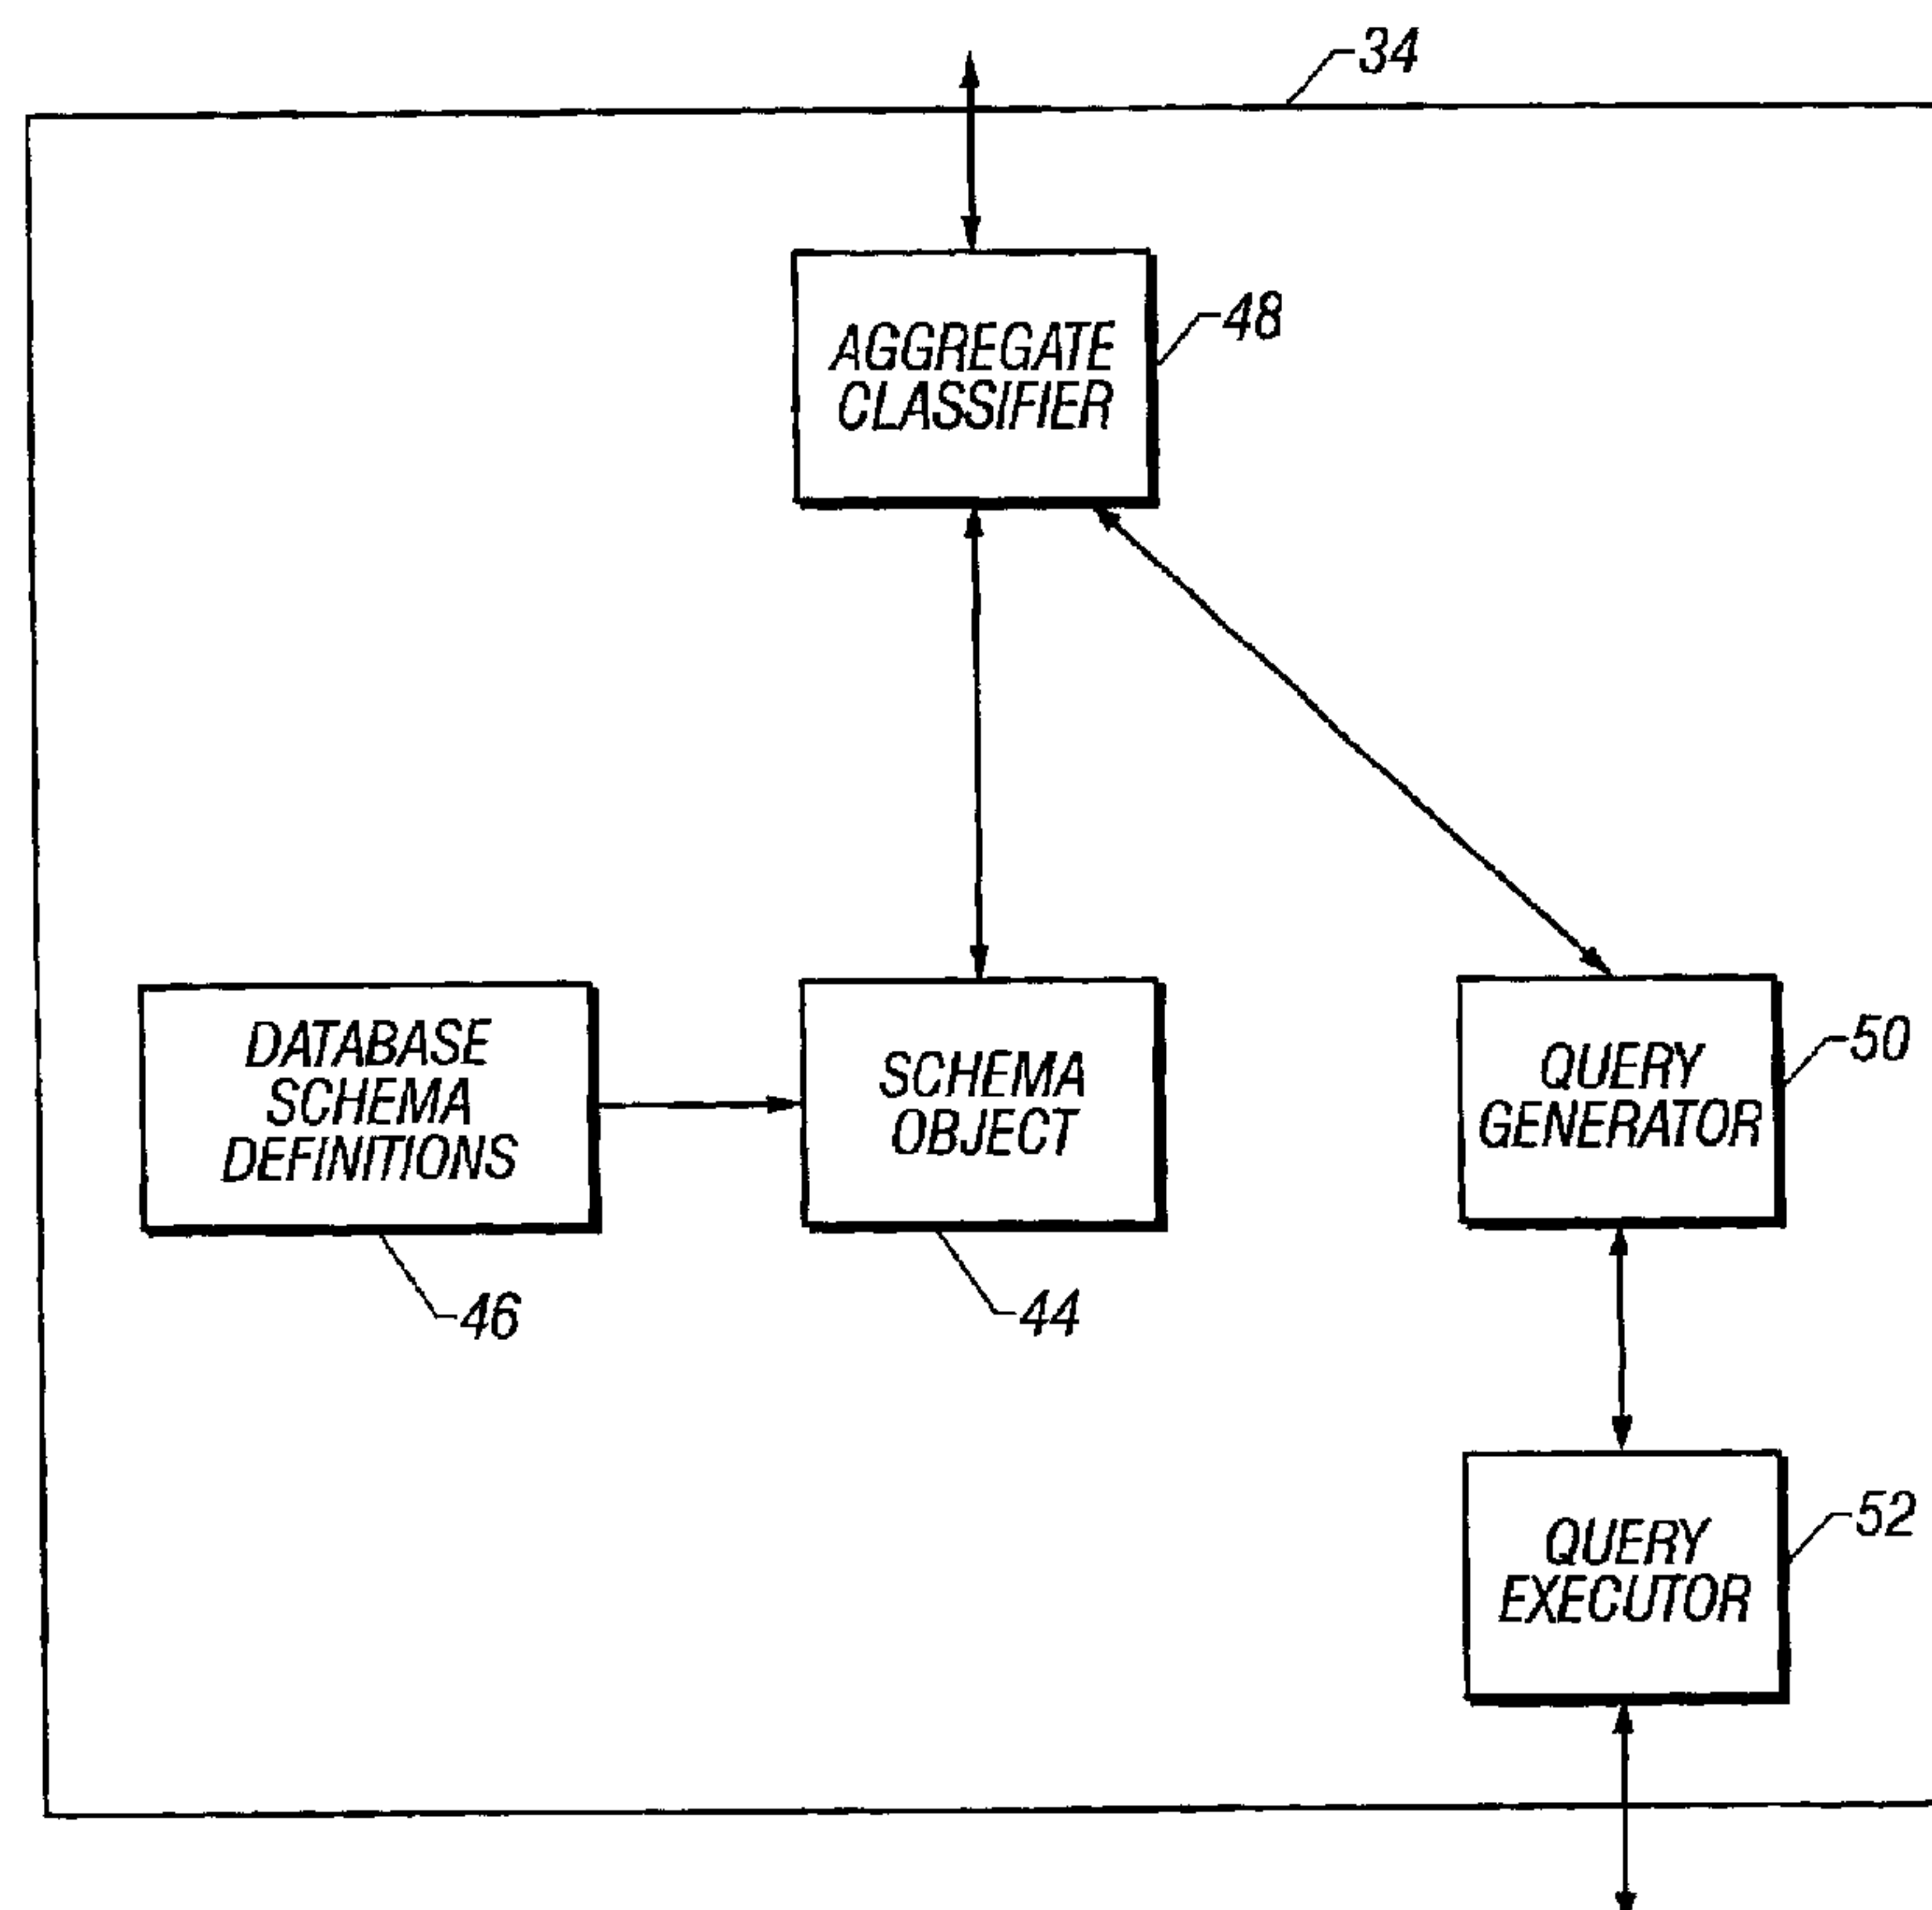 34
AGGREGATE
CLASSIFIER
48
DATABASE
SCHEMA
DEFINITIONS
46
SCHEMA
OBJECT
44
QUERY
GENERATOR
50
QUERY
EXECUTOR
52